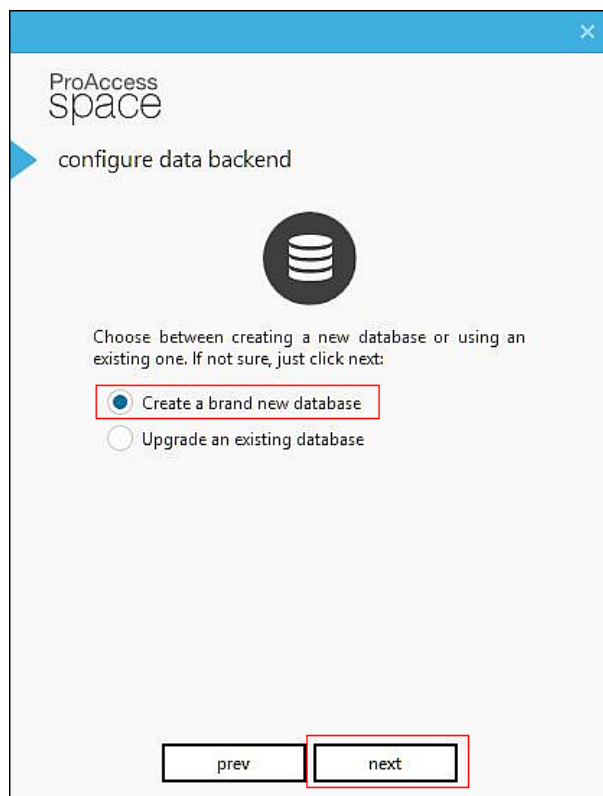 ProAccess
space
configure data backend
Choose between creating a new database or using an
existing one. If not sure, just click next:
Create a brand new database
Upgrade an existing database
prev next